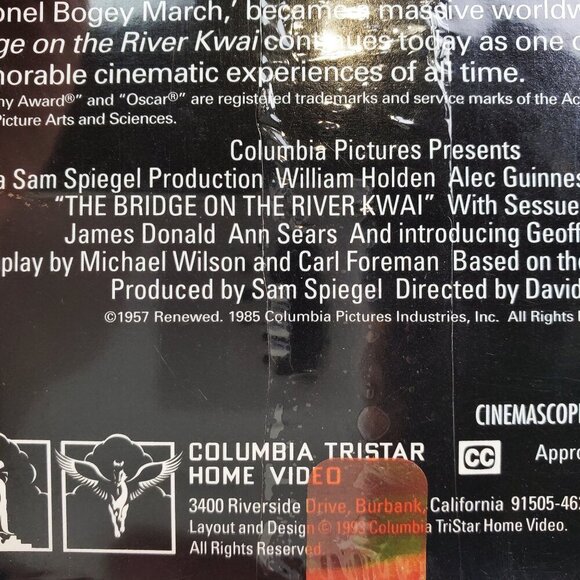 onel Bogey March,' became a massive worldw
ge on the River Kwai continues today as one o
morable cinematic experiences of all time.
ny Award®" and "Oscar®" are registered trademarks and service marks of the Ac
Picture Arts and Sciences.
Columbia Pictures Presents
a Sam Spiegel Production William Holden Alec Guinnes
"THE BRIDGE ON THE RIVER KWAI" With Sessue
James Donald Ann Sears And introducing Geoff
play by Michael Wilson and Carl Foreman Based on the
Produced by Sam Spiegel Directed by David
©1957 Renewed. 1985 Columbia Pictures Industries, Inc. All Rights
CINEMASCOP
COLUMBIA TRISTAR
HOME VIDEO
CC
Appro
3400 Riverside Drive, Burbank, California 91505-46
Layout and Design © 1993 Columbia TriStar Home Video.
All Rights Reserved